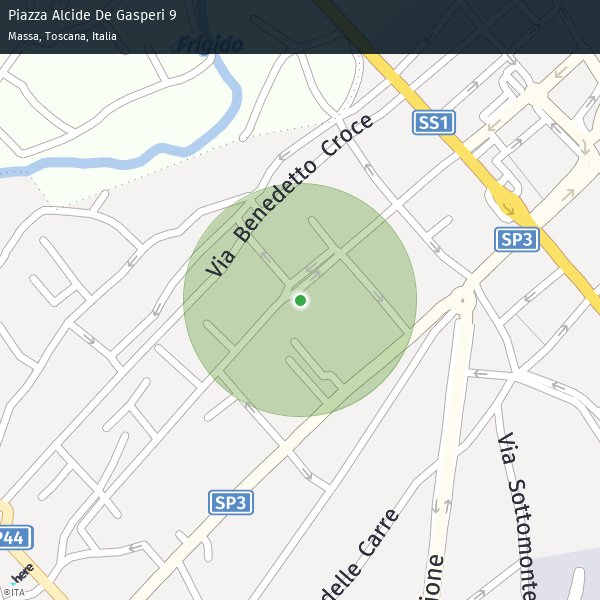 Piazza Alcide De Gasperi 9
Massa, Toscana, Italia
Frigido
SS1
Via Benedetto Croce
SP3
SP3
Via Sottomonte
delle Carre
ione
P44
here
©ITA